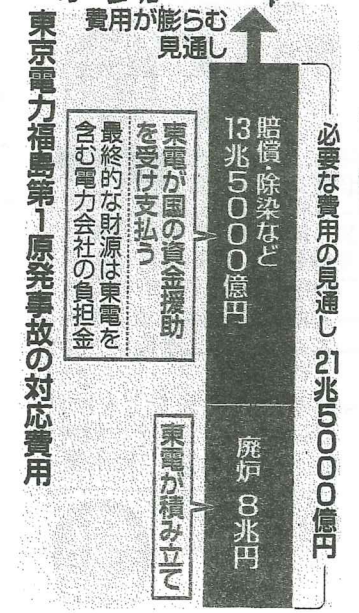 費用が膨らむ
見通し
必要な費用の見通し 21兆5000億円
賠償・除染など
13兆5000億円
廃炉 8兆円
東電が国の資金援助
を受け支払う
最終的な財源は東電を
含む電力会社の負担金
東電が積み立て
東京電力福島第1原発事故の対応費用